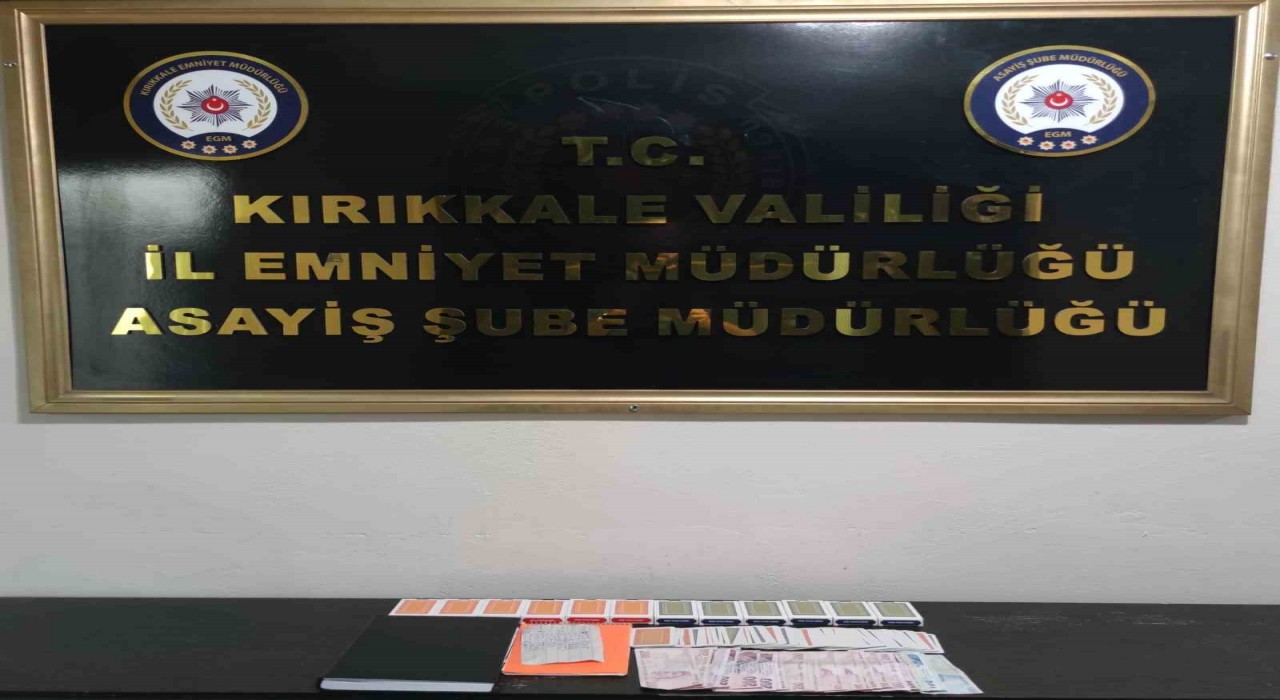 KIRIKKALE EMNİYET MÜDÜRLÜĞÜ
EGM
ASAYİŞ ŞUBE MÜDÜRLÜĞÜ
EGM
T.C.
KIRIKKALE VALİLİĞİ
İL EMNİYET MÜDÜRLÜĞÜ
ASAYİŞ ŞUBE MÜDÜRLÜĞÜ